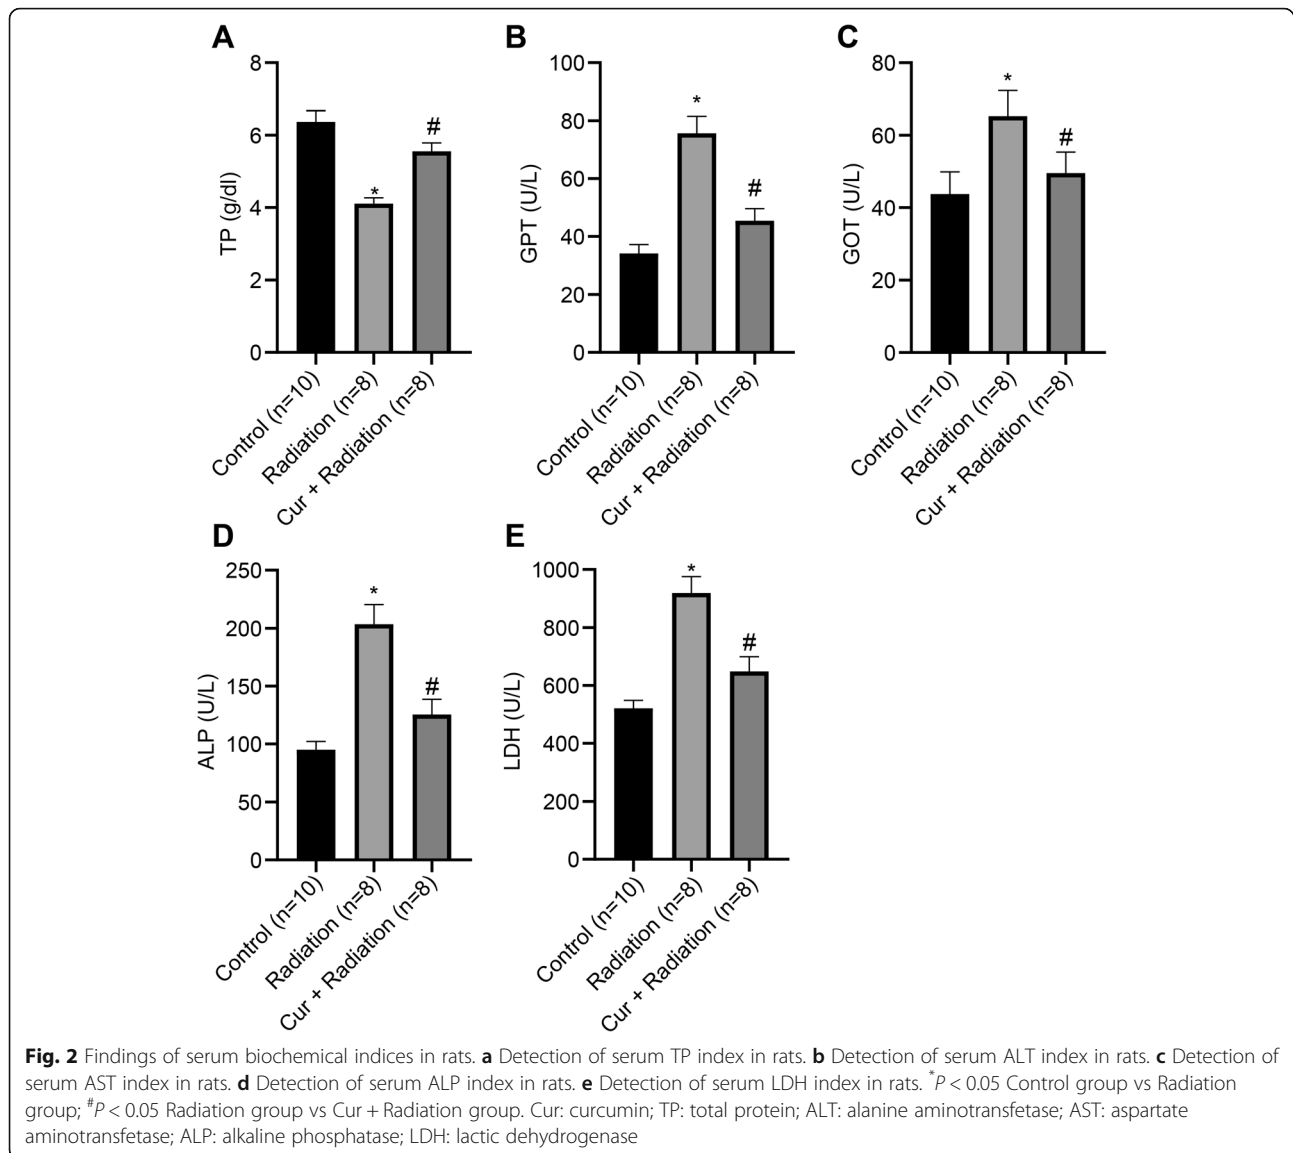 A
TP (g/dl)
8
6
4
2
0
*
#
Control (n=10)
Radiation (n=8)
Cur + Radiation (n=8)
B
GPT (U/L)
100
80
60
40
20
0
*
#
Control (n=10)
Radiation (n=8)
Cur + Radiation (n=8)
C
GOT (U/L)
80
60
40
20
0
*
#
Control (n=10)
Radiation (n=8)
Cur + Radiation (n=8)
D
ALP (U/L)
250
200
150
100
50
0
*
#
Control (n=10)
Radiation (n=8)
Cur + Radiation (n=8)
E
LDH (U/L)
1000
800
600
400
200
0
*
#
Control (n=10)
Radiation (n=8)
Cur + Radiation (n=8)
Fig. 2 Findings of serum biochemical indices in rats. a Detection of serum TP index in rats. b Detection of serum ALT index in rats. c Detection of
serum AST index in rats. d Detection of serum ALP index in rats. e Detection of serum LDH index in rats. *P < 0.05 Control group vs Radiation
group; #P < 0.05 Radiation group vs Cur + Radiation group. Cur: curcumin; TP: total protein; ALT: alanine aminotransfetase; AST: aspartate
aminotransfetase; ALP: alkaline phosphatase; LDH: lactic dehydrogenase